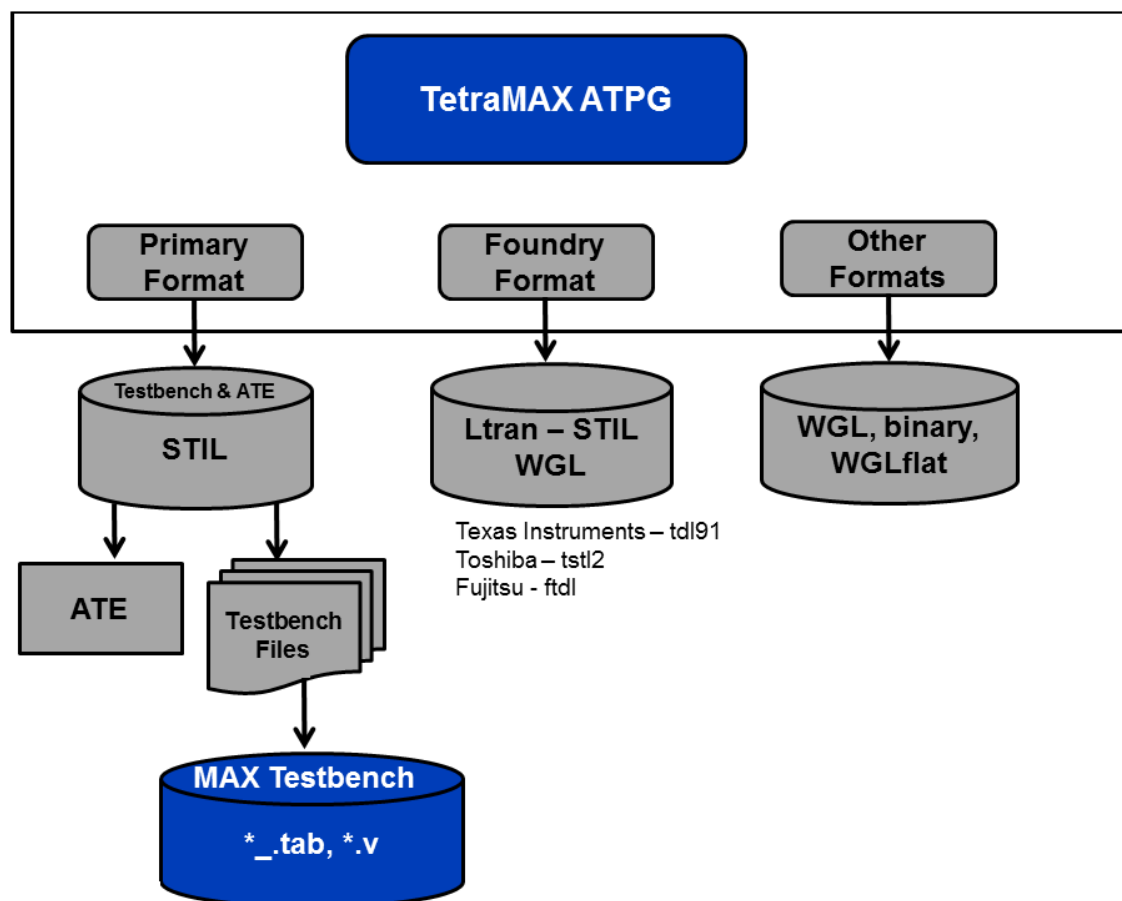 TetraMAX ATPG
Primary
Format
Foundry
Format
Other
Formats
Testbench & ATE
STIL
Ltran – STIL
WGL
WGL, binary,
WGLflat
Texas Instruments – tdl91
Toshiba – tstl2
Fujitsu - ftdl
ATE
Testbench
Files
MAX Testbench
*_.tab, *.v